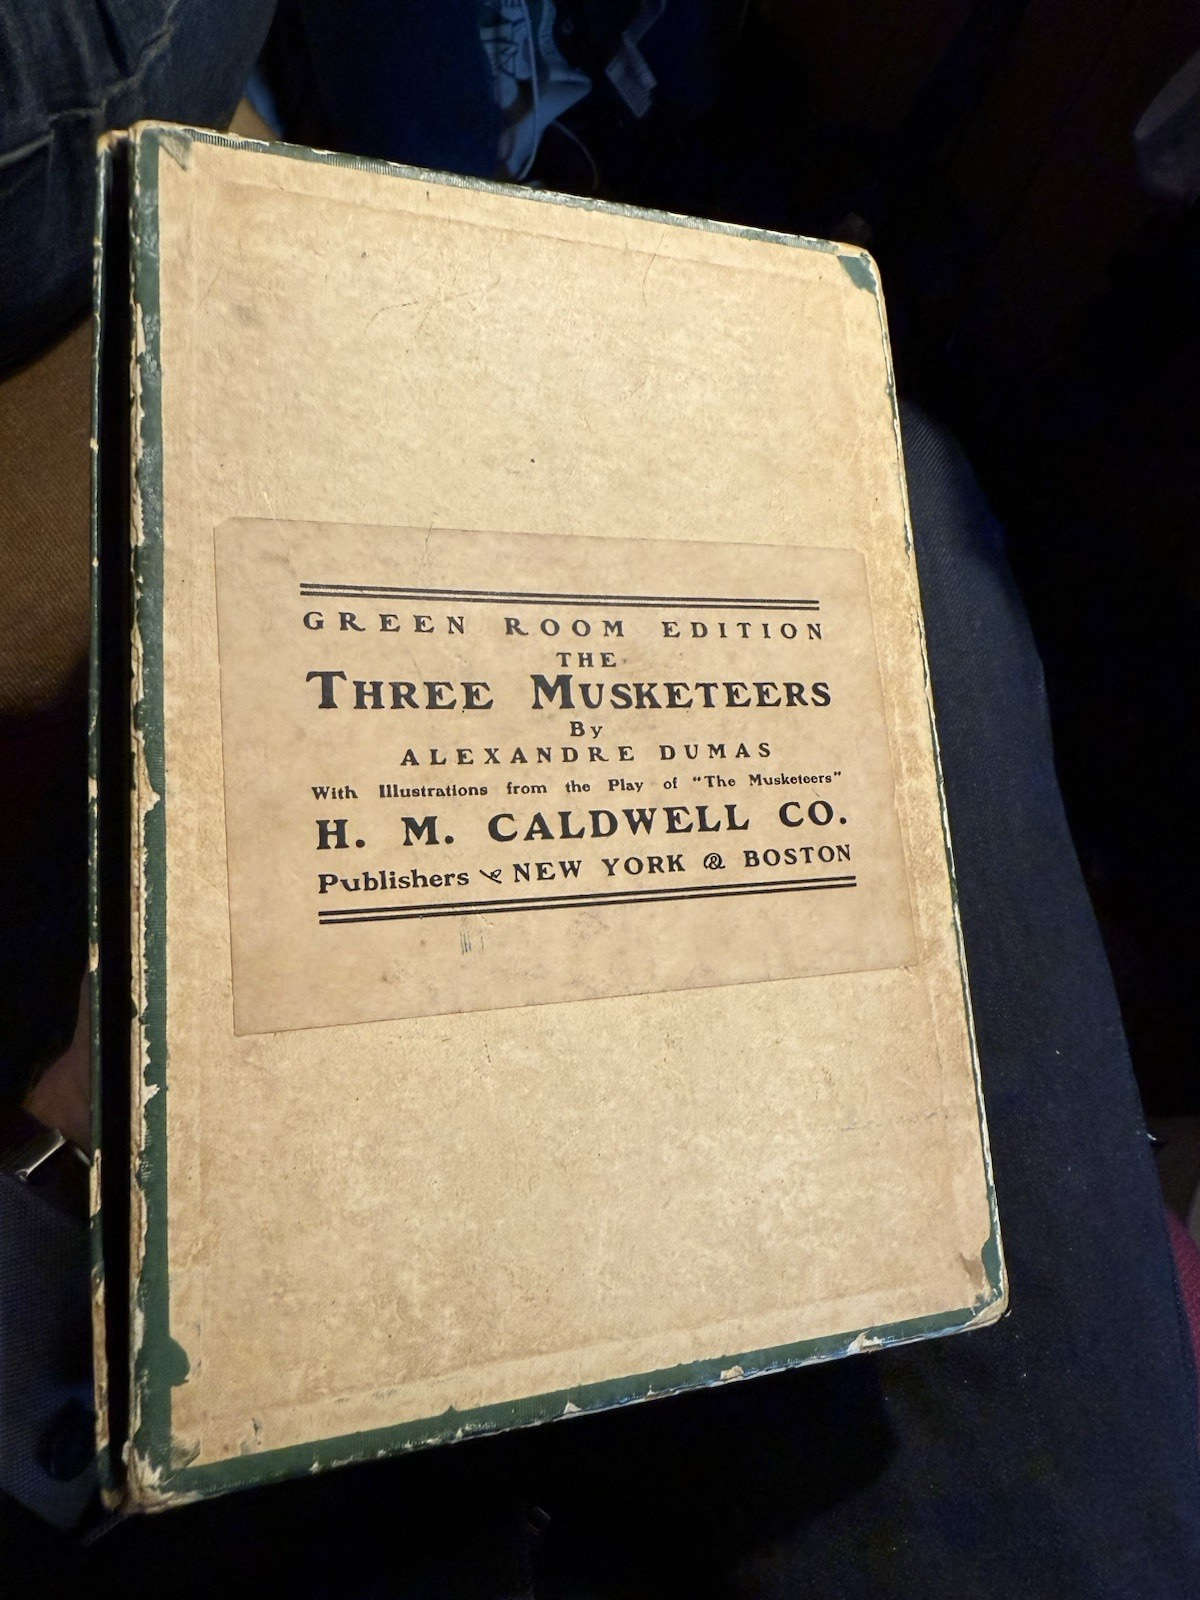 GREEN ROOM EDITION
THE
THREE MUSKETEERS
By
ALEXANDRE DUMAS
With Illustrations from the Play of "The Musketeers"
H. M. CALDWELL CO.
Publishers NEW YORK & BOSTON